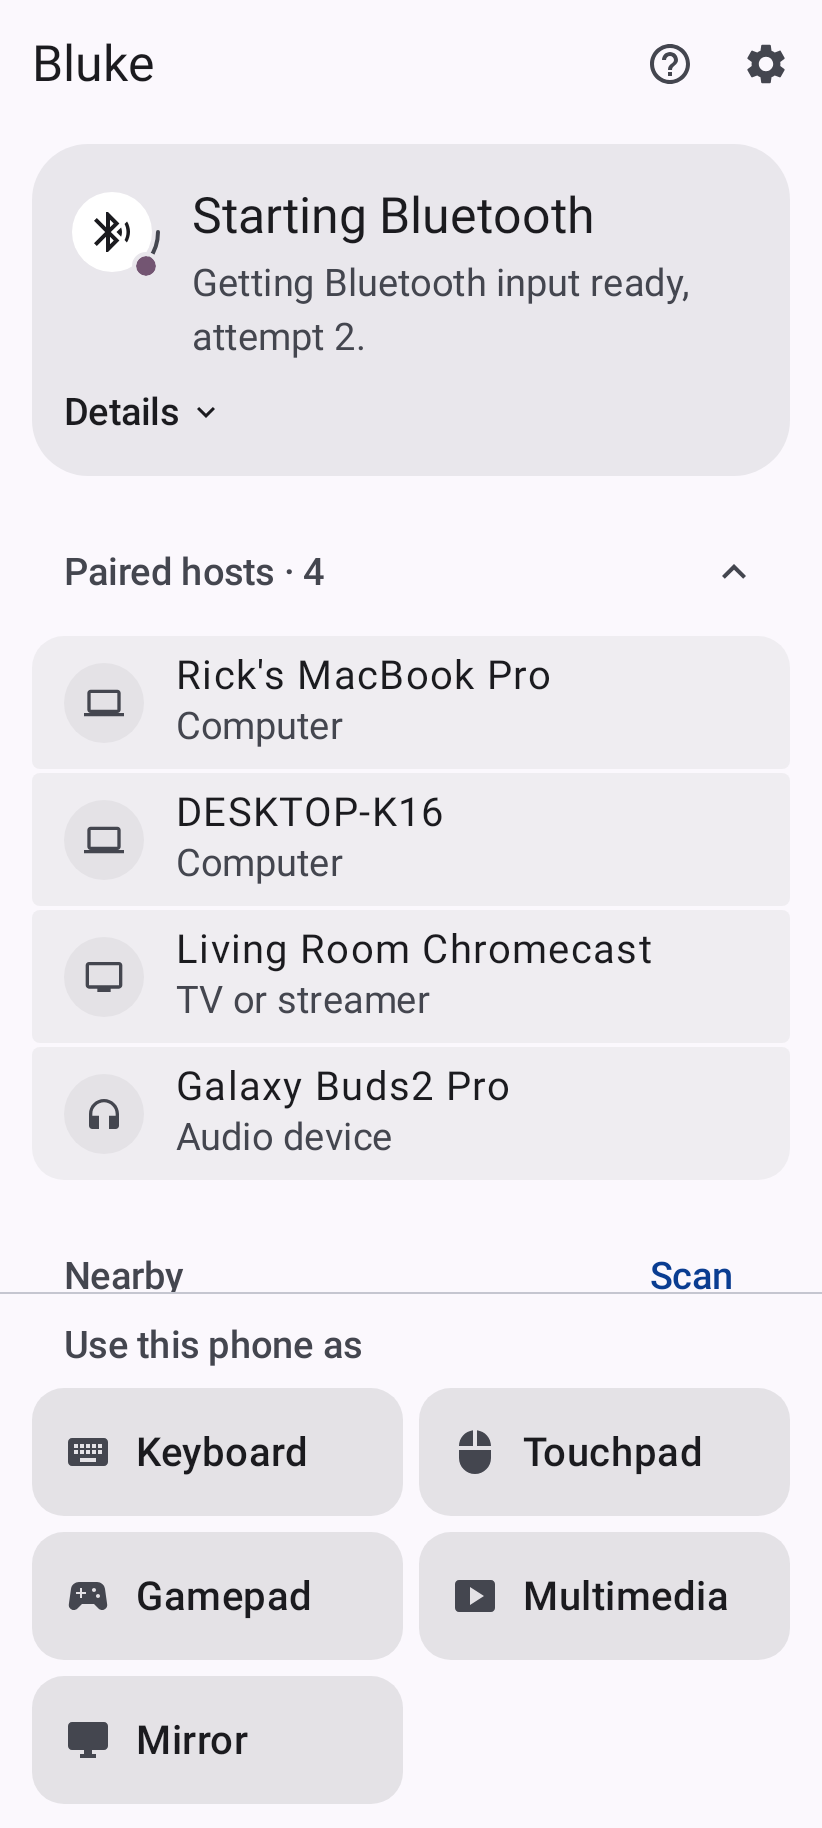 Bluke
Starting Bluetooth
Getting Bluetooth input ready,
attempt 2.
Details
Paired hosts · 4
Rick's MacBook Pro
Computer
DESKTOP-K16
Computer
Living Room Chromecast
TV or streamer
Galaxy Buds2 Pro
Audio device
Nearby
Scan
Use this phone as
Keyboard
Touchpad
Gamepad
Multimedia
Mirror